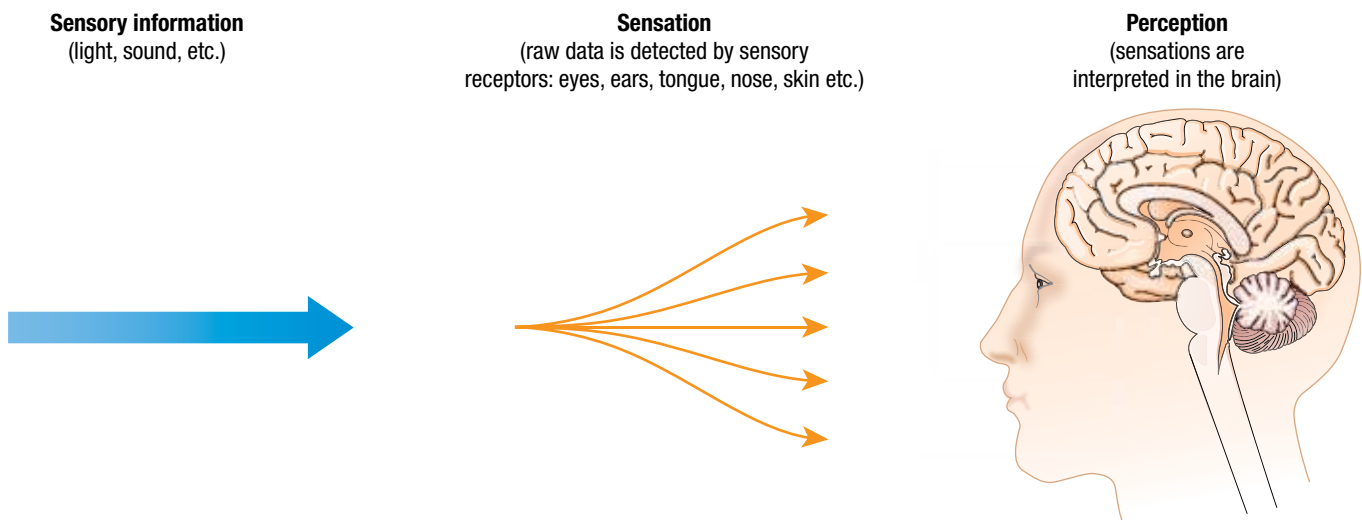 Sensory information
(light, sound, etc.)
Sensation
(raw data is detected by sensory
receptors: eyes, ears, tongue, nose, skin etc.)
Perception
(sensations are
interpreted in the brain)